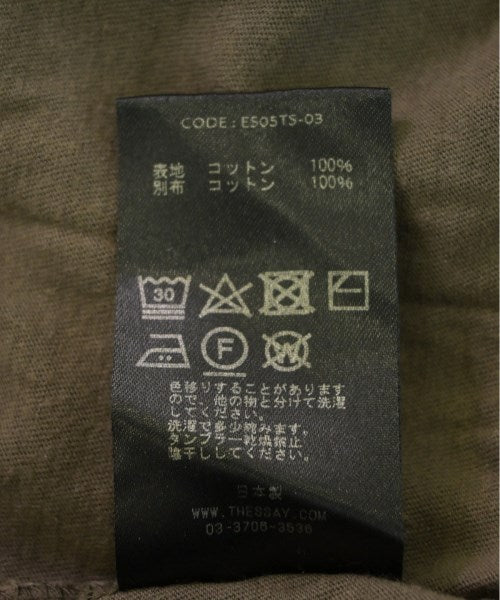 CODE : ES05TS-03
表地 コットン 100%
別布 コットン 100%
30
F W
色移りすることがあります
ので、他の物と分けて洗濯
してください。
洗濯で多少縮みます。
タンブラー乾燥禁止
陰干ししてください。
日本製
WWW.THESSAY.COM
03-3706-3536